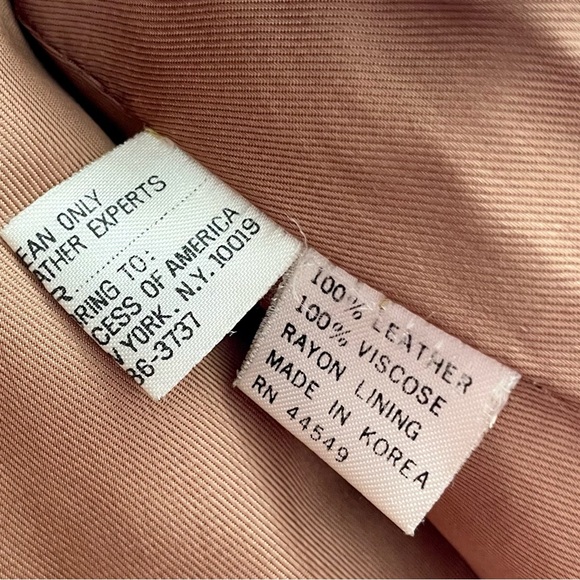 EAN ONLY
ATHER EXPERTS
R
RING TO:
CESS OF AMERICA
YORK. N.Y. 10019
86-3737
100% LEATHER
100% VISCOSE
RAYON LINING
MADE IN KOREA
RN 44549